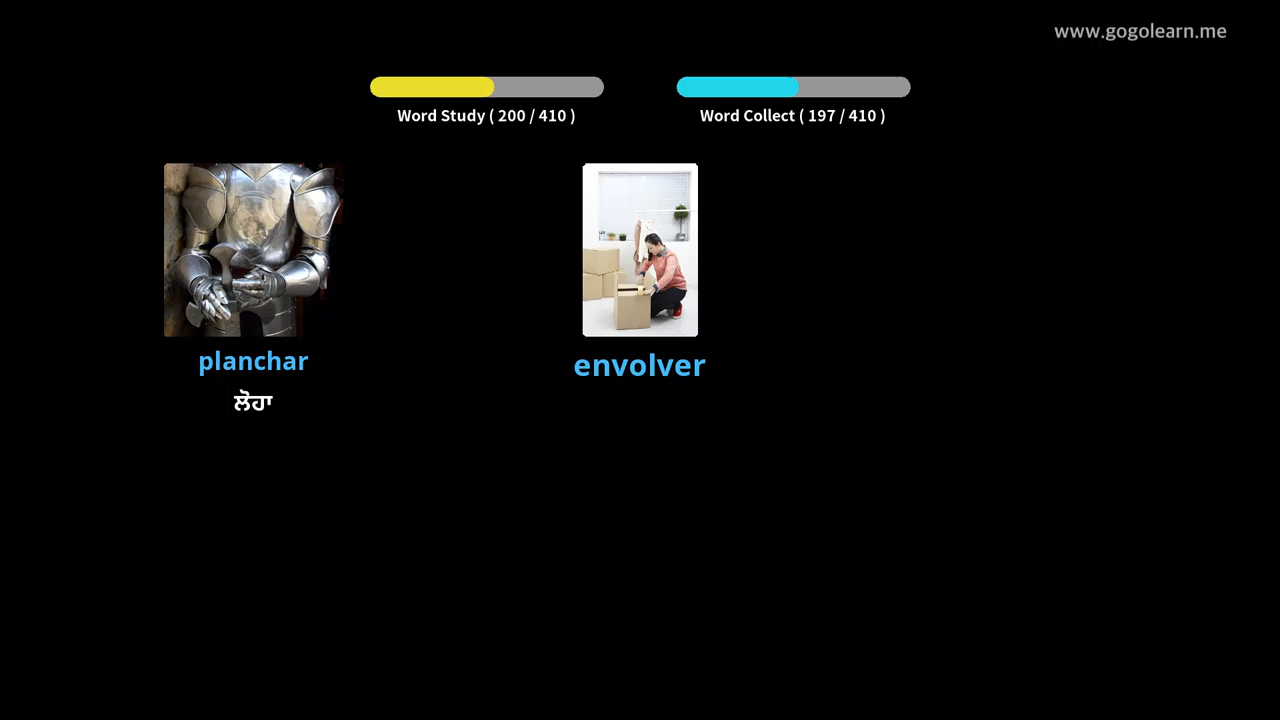 www.gogolearn.me
Word Study ( 200 / 410 )
Word Collect ( 197 / 410 )
planchar
envolver
ਲੋਹਾ